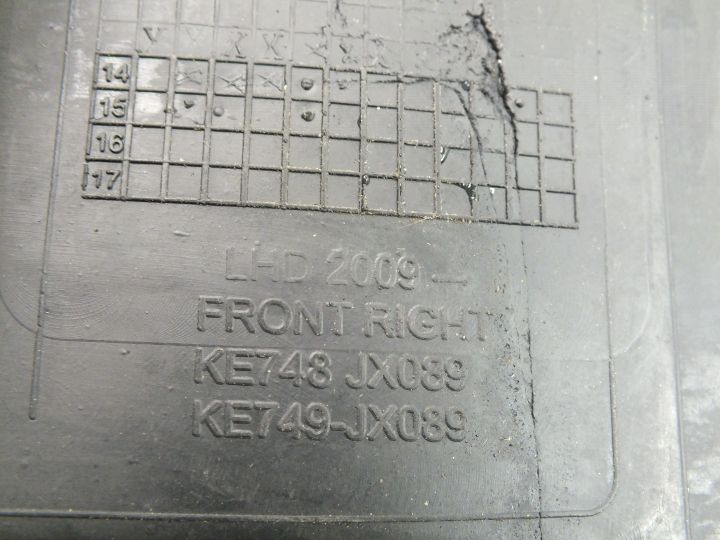 14
15
16
17
LHD 2009 —
FRONT RIGHT
KE748 JX089
KE749-JX089